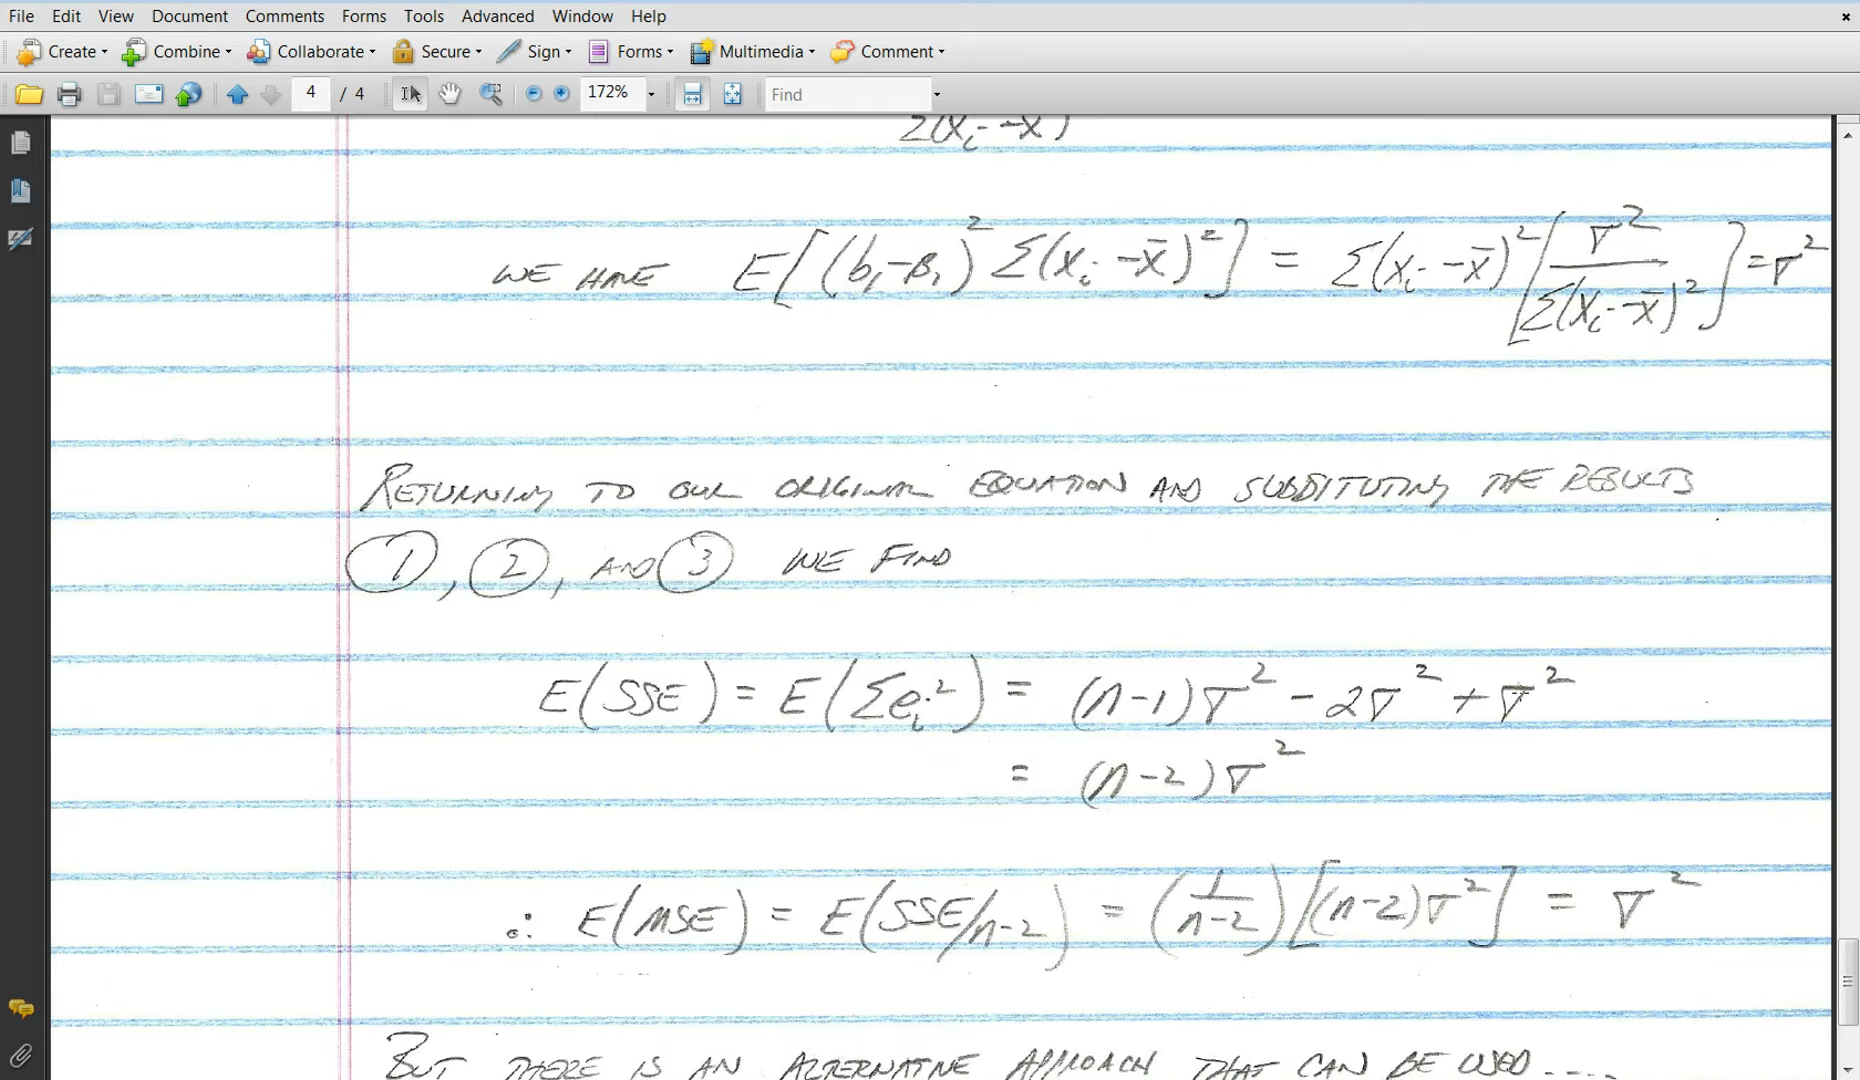 File Edit View Document Comments Forms Tools Advanced Window Help ×
Create Combine Collaborate Secure Sign Forms Multimedia Comment
4 / 4 172% Find
Σ(Xᵢ - X̄)
WE HAVE E[(b₁-β₁)² Σ(Xᵢ - X̄)²] = Σ(Xᵢ - X̄)² [σ² / Σ(Xᵢ - X̄)²] = σ²
RETURNING TO OUR ORIGINAL EQUATION AND SUBSTITUTING THE RESULTS
①, ②, AND ③ WE FIND
E(SSE) = E(Σeᵢ²) = (n-1)σ² - 2σ² + σ²
= (n-2)σ²
∴ E(MSE) = E(SSE/n-2) = (1/n-2)[(n-2)σ²] = σ²
BUT THERE IS AN ALTERNATIVE APPROACH THAT CAN BE USED ....